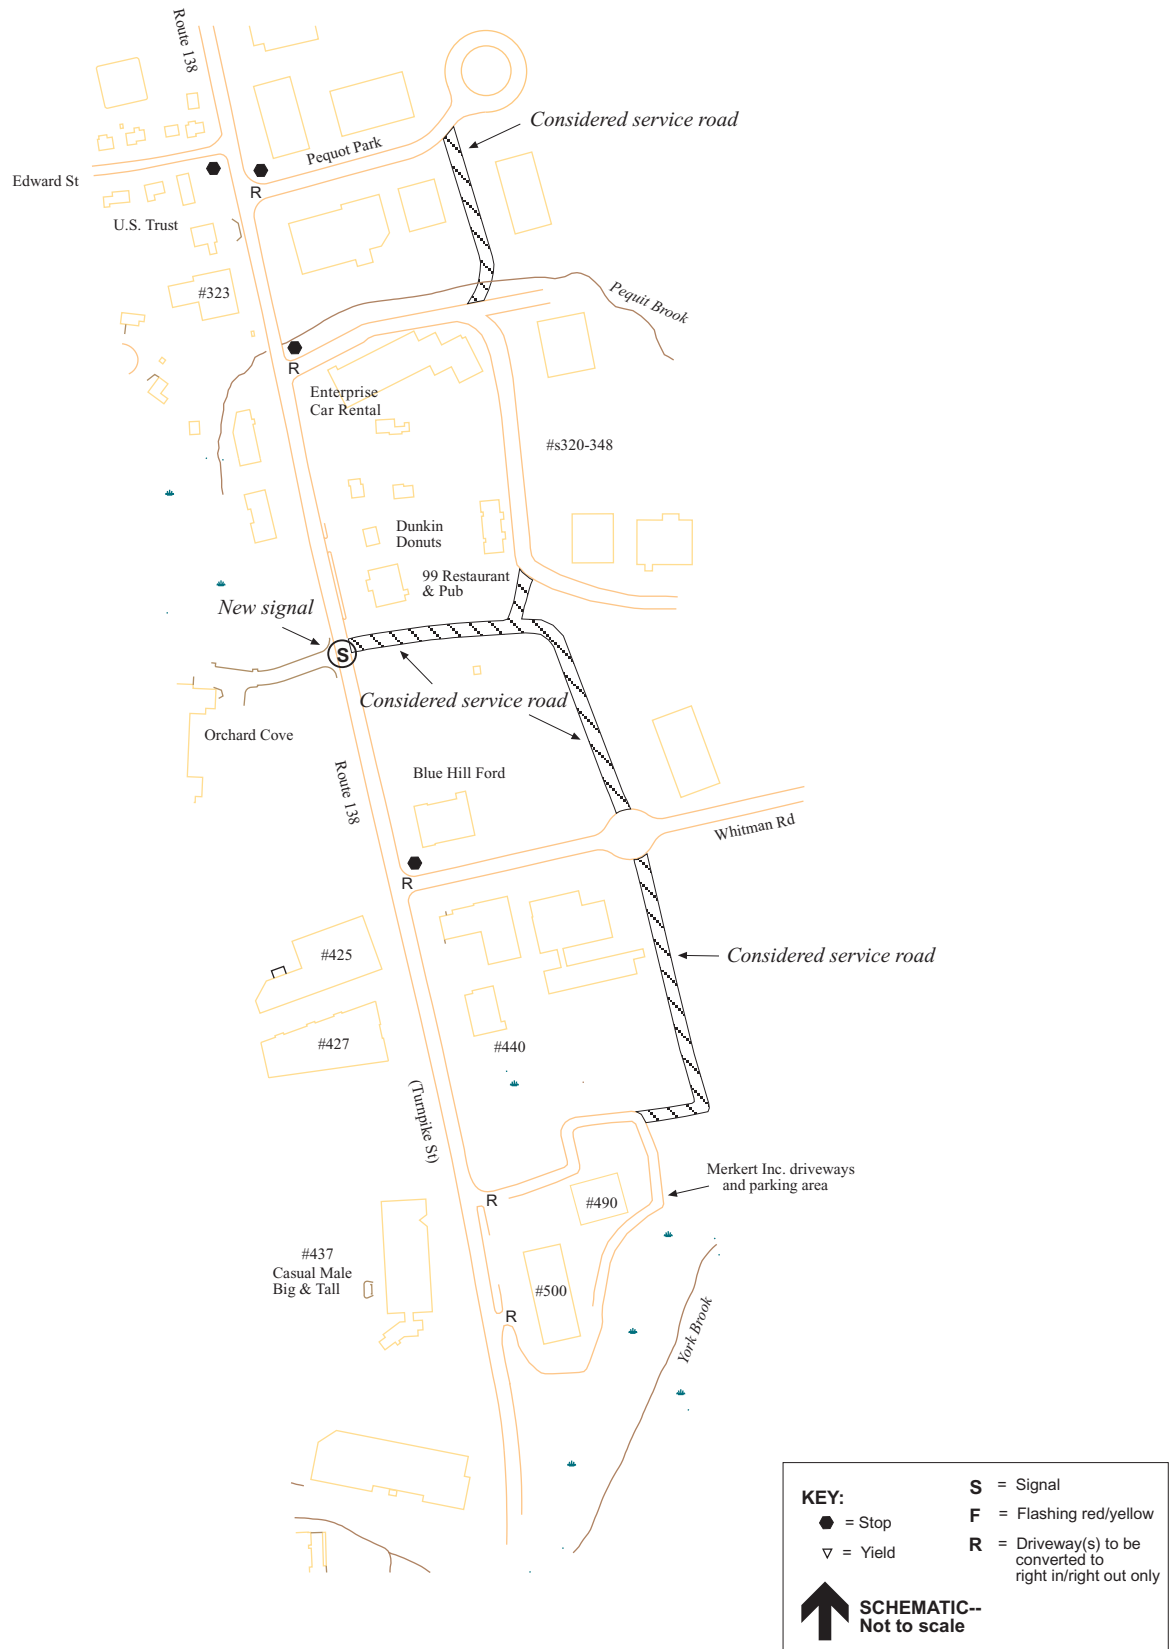 Route 138
Considered service road
Pequot Park
Edward St
R
U.S. Trust
#323
Pequit Brook
R
Enterprise
Car Rental
#s320-348
Dunkin
Donuts
99 Restaurant
& Pub
New signal
S
Considered service road
Orchard Cove
Route 138
Blue Hill Ford
Whitman Rd
R
#425
Considered service road
#427
#440
(Turnpike St)
Merkert Inc. driveways
and parking area
R
#490
#437
Casual Male
Big & Tall
#500
R
York Brook
KEY:
= Stop
= Yield
S = Signal
F = Flashing red/yellow
R = Driveway(s) to be
converted to
right in/right out only
SCHEMATIC--
Not to scale